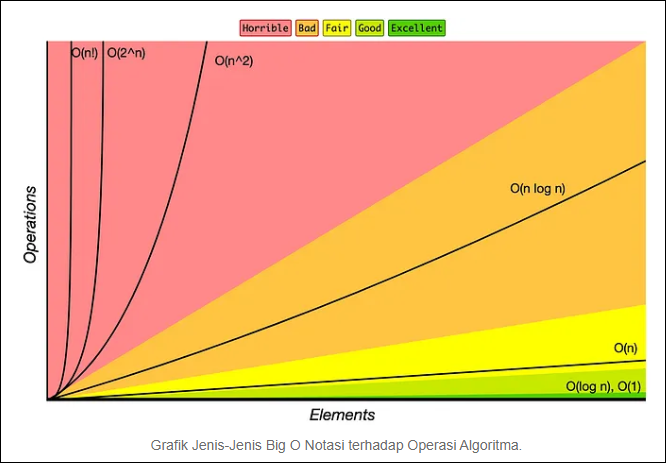 Horrible Bad Fair Good Excellent
O(n!) O(2^n)
O(n^2)
O(n log n)
O(n)
O(log n), O(1)
Operations
Elements
Grafik Jenis-Jenis Big O Notasi terhadap Operasi Algoritma.